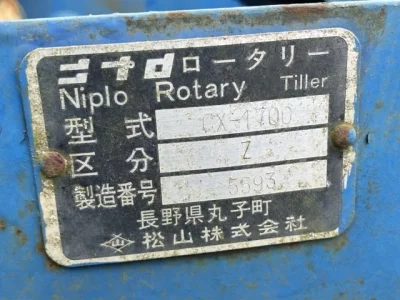 ニプロロータリー
Niplo Rotary Tiller
型式 CX-1700
区分 Z
製造番号 5693
長野県丸子町
松山株式会社